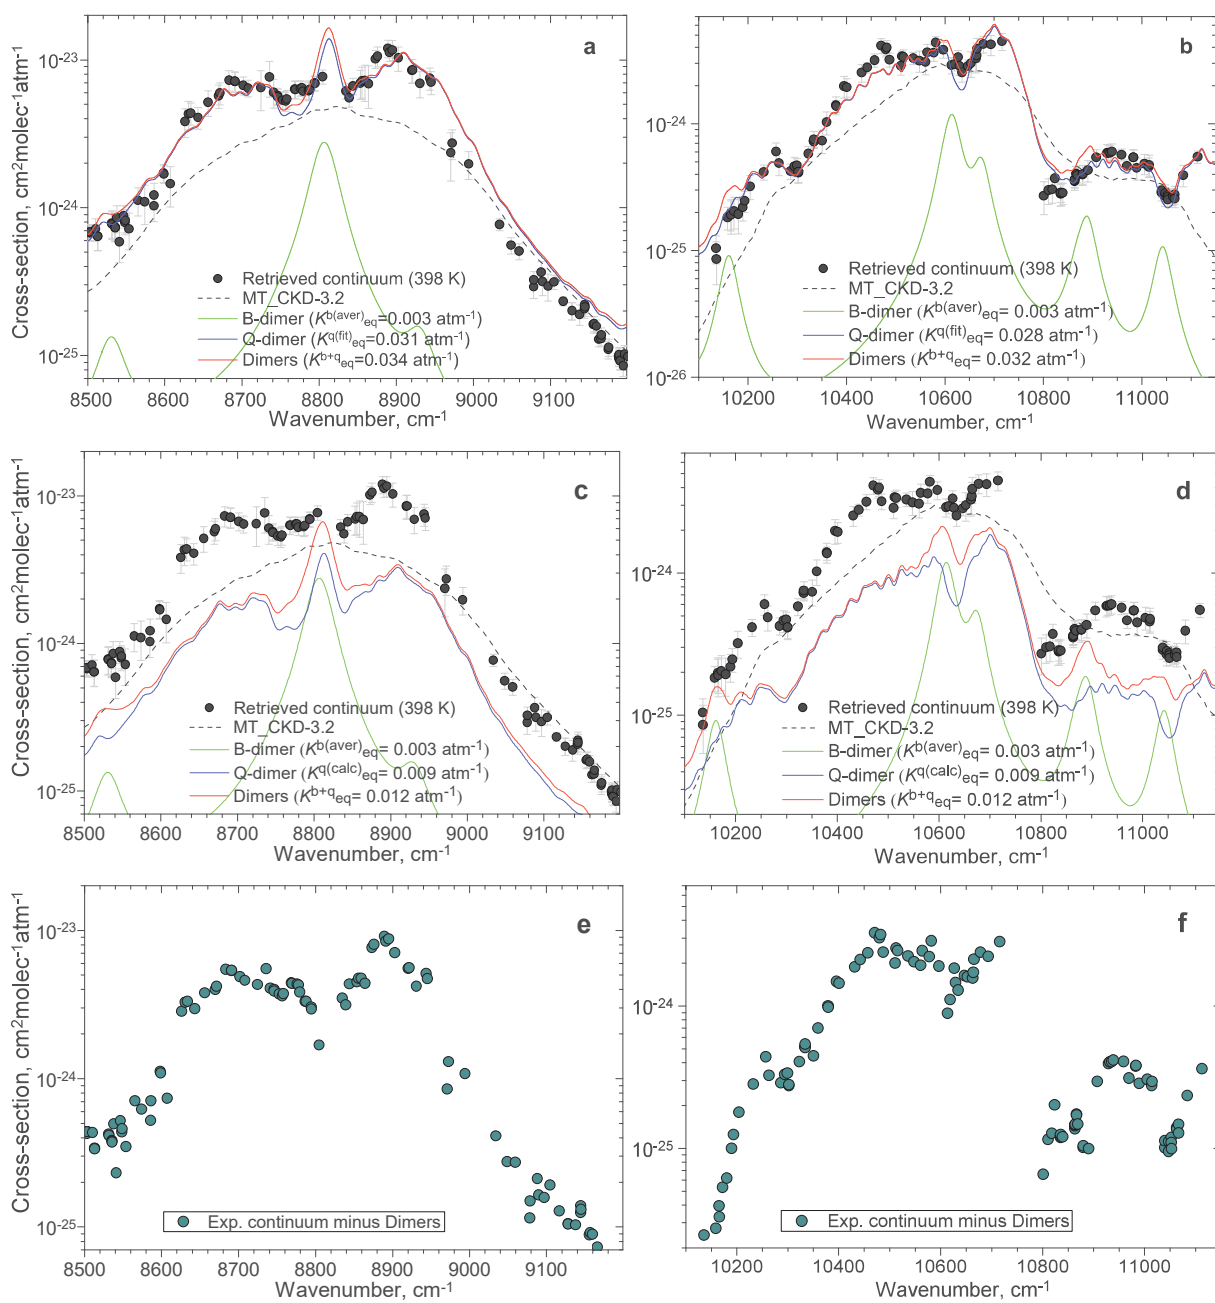 a
10⁻²³
10⁻²⁴
10⁻²⁵
Cross-section, cm²molec⁻¹atm⁻¹
Retrieved continuum (398 K)
MT_CKD-3.2
B-dimer (K^b(aver)_eq=0.003 atm⁻¹)
Q-dimer (K^q(fit)_eq=0.031 atm⁻¹)
Dimers (K^b+q_eq=0.034 atm⁻¹)
8500 8600 8700 8800 8900 9000 9100
Wavenumber, cm⁻¹
b
10⁻²⁴
10⁻²⁵
10⁻²⁶
Retrieved continuum (398 K)
MT_CKD-3.2
B-dimer (K^b(aver)_eq = 0.003 atm⁻¹)
Q-dimer (K^q(fit)_eq = 0.028 atm⁻¹)
Dimers (K^b+q_eq = 0.032 atm⁻¹)
10200 10400 10600 10800 11000
Wavenumber, cm⁻¹
c
10⁻²³
10⁻²⁴
10⁻²⁵
Cross-section, cm²molec⁻¹atm⁻¹
Retrieved continuum (398 K)
MT_CKD-3.2
B-dimer (K^b(aver)_eq= 0.003 atm⁻¹)
Q-dimer (K^q(calc)_eq= 0.009 atm⁻¹)
Dimers (K^b+q_eq= 0.012 atm⁻¹)
8500 8600 8700 8800 8900 9000 9100
Wavenumber, cm⁻¹
d
10⁻²⁴
10⁻²⁵
Retrieved continuum (398 K)
MT_CKD-3.2
B-dimer (K^b(aver)_eq= 0.003 atm⁻¹)
Q-dimer (K^q(calc)_eq= 0.009 atm⁻¹)
Dimers (K^b+q_eq= 0.012 atm⁻¹)
10200 10400 10600 10800 11000
Wavenumber, cm⁻¹
e
10⁻²³
10⁻²⁴
10⁻²⁵
Cross-section, cm²molec⁻¹atm⁻¹
Exp. continuum minus Dimers
8500 8600 8700 8800 8900 9000 9100
Wavenumber, cm⁻¹
f
10⁻²⁴
10⁻²⁵
Exp. continuum minus Dimers
10200 10400 10600 10800 11000
Wavenumber, cm⁻¹